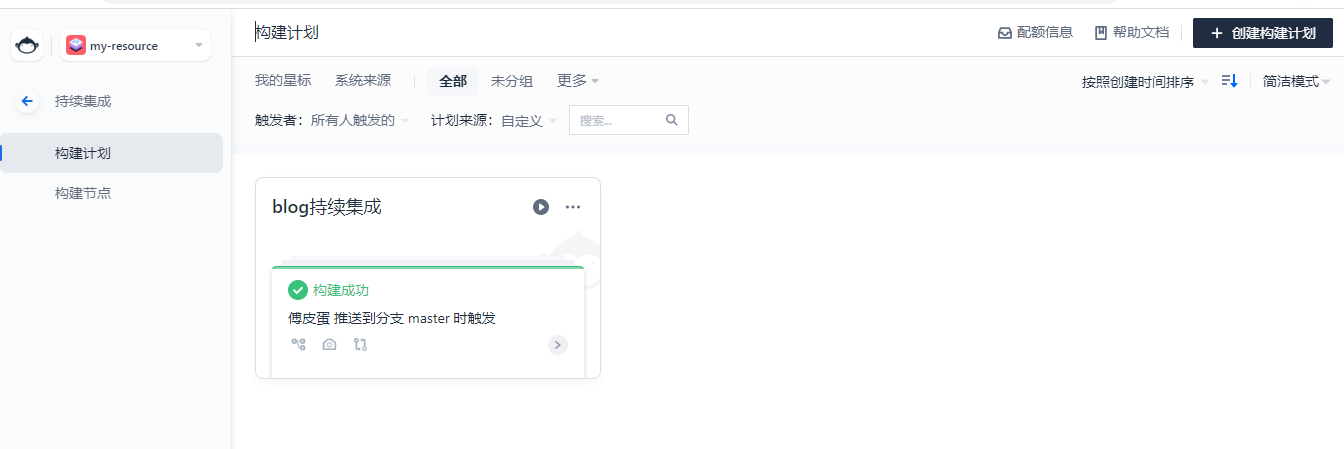 my-resource
持续集成
构建计划
构建节点
构建计划
配额信息 帮助文档 创建构建计划
我的星标 系统来源 全部 未分组 更多 按照创建时间排序 简洁模式
触发者：所有人触发的 计划来源：自定义 搜索...
blog持续集成
构建成功
傅皮蛋 推送到分支 master 时触发